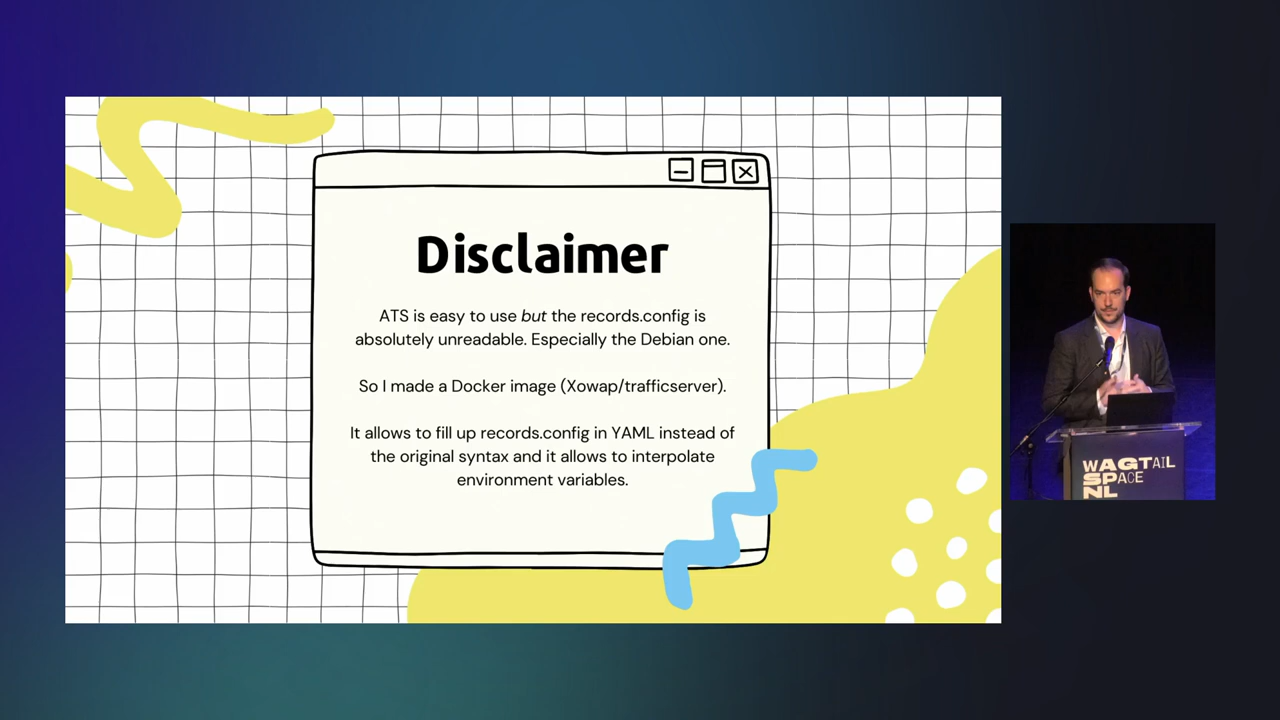 Disclaimer
ATS is easy to use but the records.config is
absolutely unreadable. Especially the Debian one.
So I made a Docker image (Xowap/trafficserver).
It allows to fill up records.config in YAML instead of
the original syntax and it allows to interpolate
environment variables.
WAGTAIL
SPACE
NL